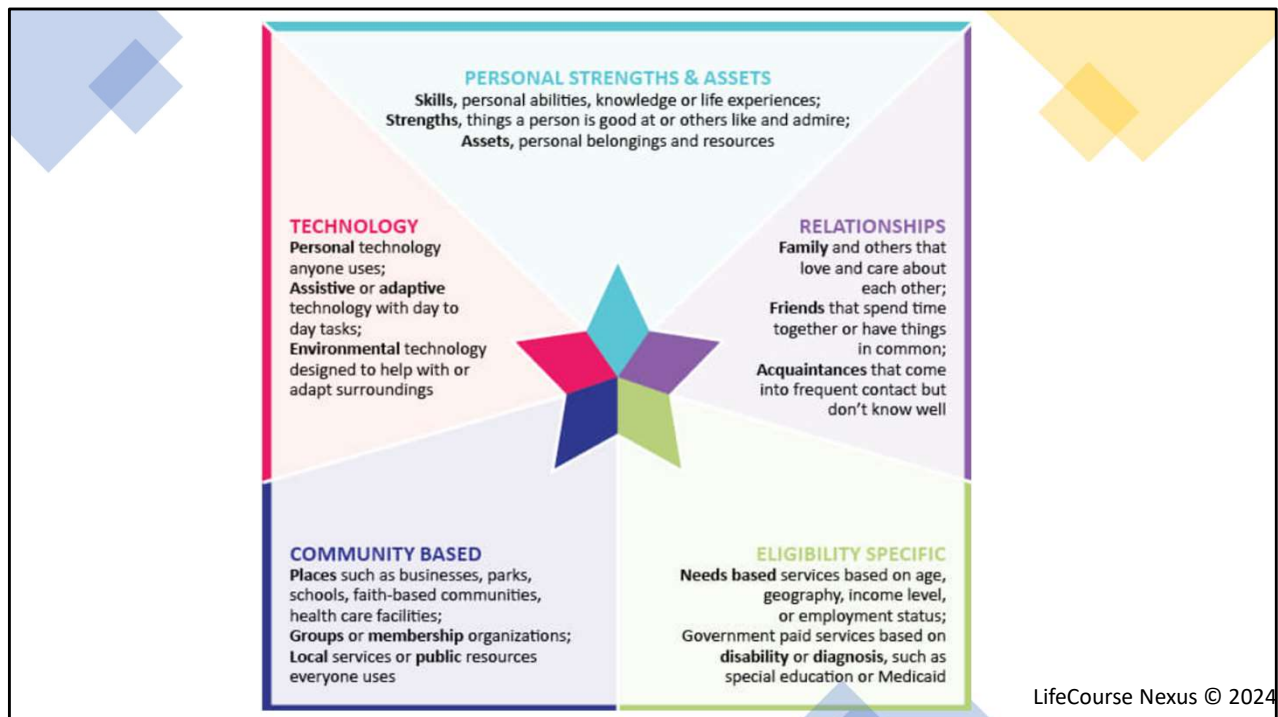 PERSONAL STRENGTHS & ASSETS
Skills, personal abilities, knowledge or life experiences;
Strengths, things a person is good at or others like and admire;
Assets, personal belongings and resources
TECHNOLOGY
Personal technology
anyone uses;
Assistive or adaptive
technology with day to
day tasks;
Environmental technology
designed to help with or
adapt surroundings
RELATIONSHIPS
Family and others that
love and care about
each other;
Friends that spend time
together or have things
in common;
Acquaintances that come
into frequent contact but
don't know well
COMMUNITY BASED
Places such as businesses, parks,
schools, faith-based communities,
health care facilities;
Groups or membership organizations;
Local services or public resources
everyone uses
ELIGIBILITY SPECIFIC
Needs based services based on age,
geography, income level,
or employment status;
Government paid services based on
disability or diagnosis, such as
special education or Medicaid
LifeCourse Nexus © 2024